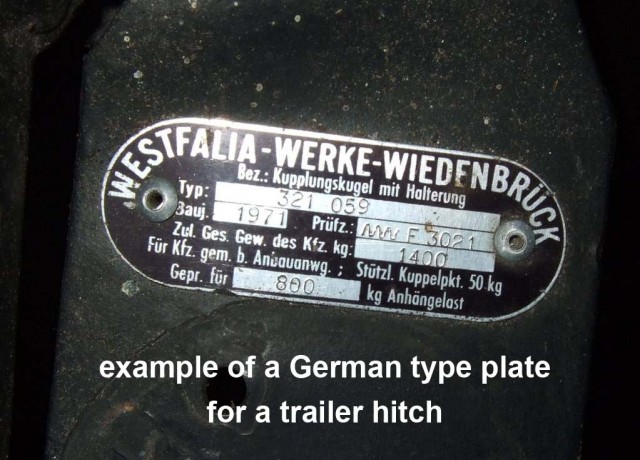 WESTFALIA-WERKE-WIEDENBRÜCK
Bez.: Kupplungskugel mit Halterung
Typ: 321 059
Bauj. 1971 Prüfz.: F 3021
Zul. Ges. Gew. des Kfz. kg: 1400
Für Kfz. gem. b. Anbauanwg. ; Stützl. Kuppelpkt. 50 kg
Gepr. für 800 kg Anhängelast
example of a German type plate
for a trailer hitch